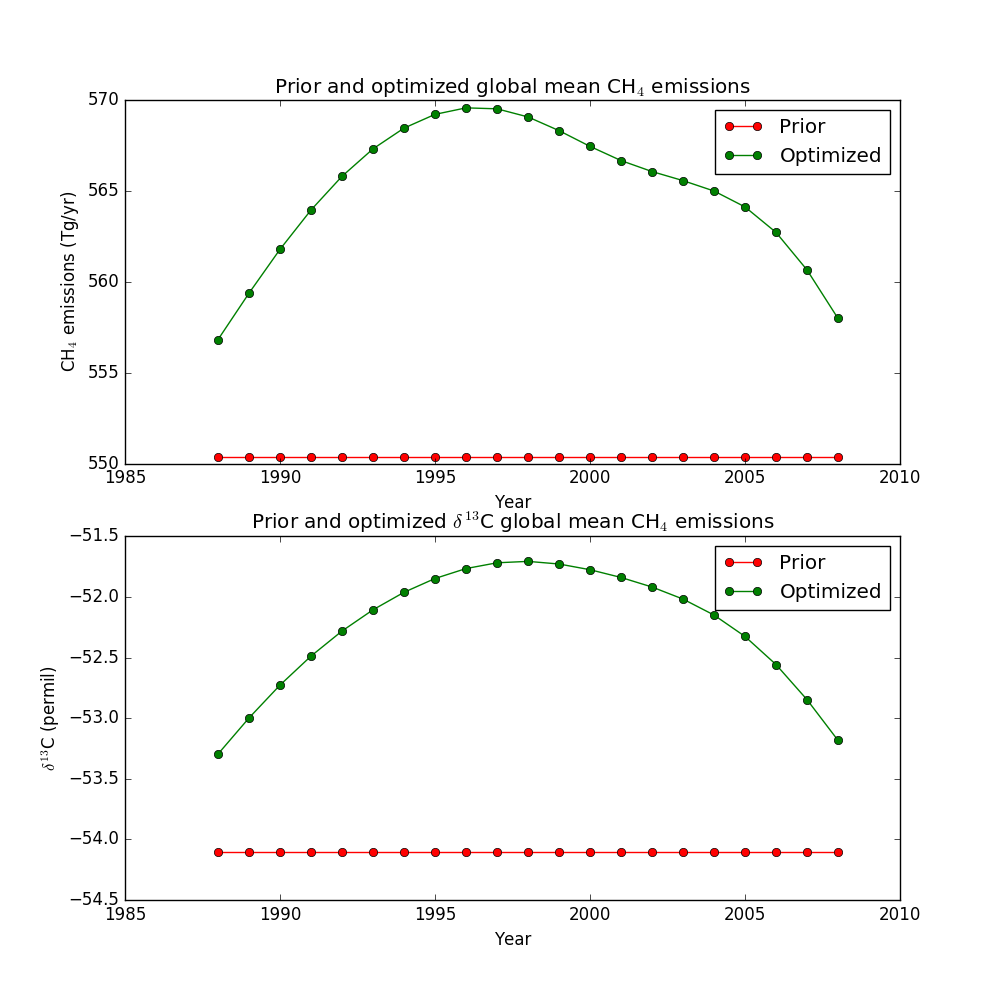 Prior and optimized global mean CH₄ emissions
570
565
560
555
550
CH₄ emissions (Tg/yr)
Prior
Optimized
1985 1990 1995 2000 2005 2010
Year
Prior and optimized δ¹³C global mean CH₄ emissions
−51.5
−52.0
−52.5
−53.0
−53.5
−54.0
−54.5
δ¹³C (permil)
Prior
Optimized
1985 1990 1995 2000 2005 2010
Year